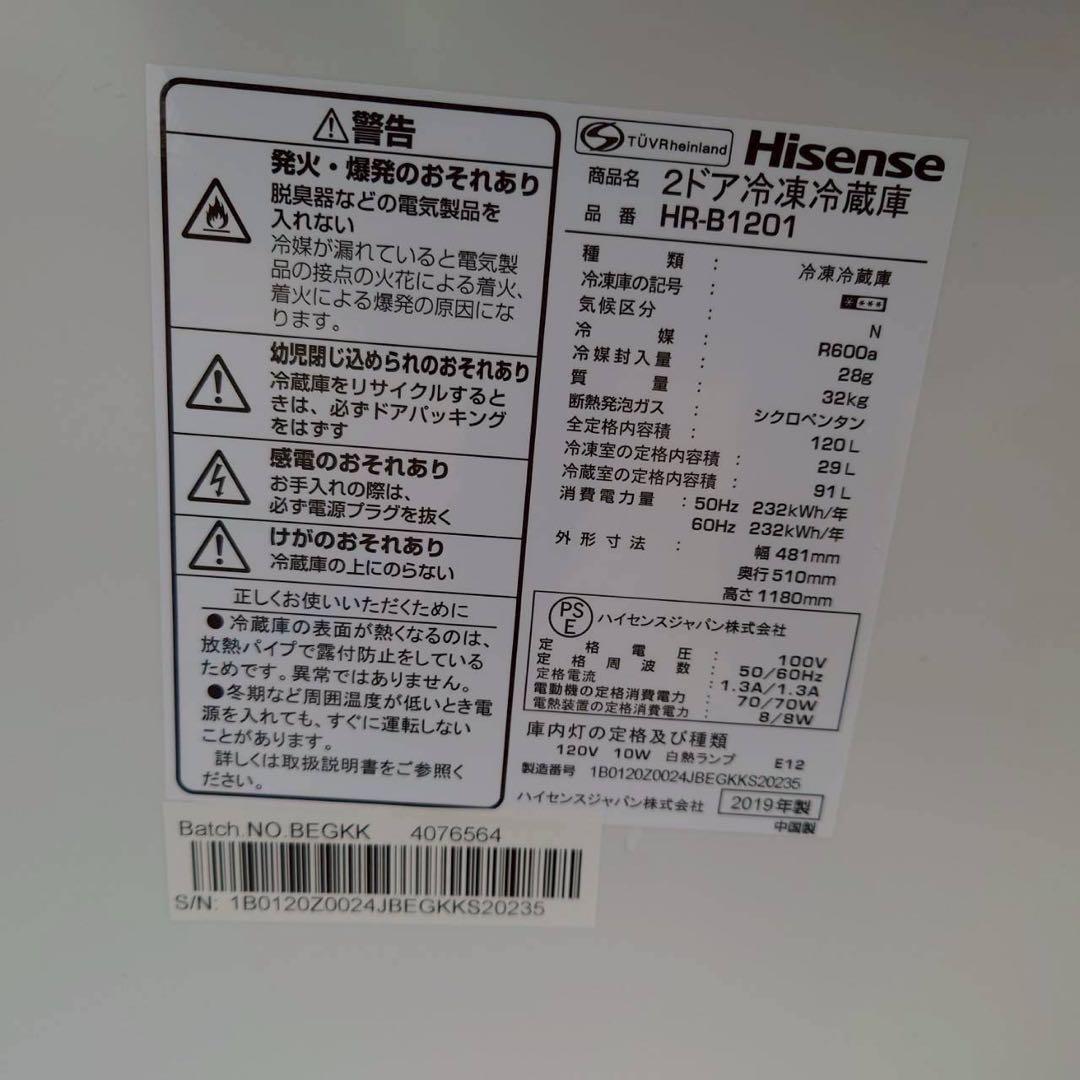 警告
発火・爆発のおそれあり
脱臭器などの電気製品を
入れない
冷媒が漏れていると電気製
品の接点の火花による着火、
着火による爆発の原因にな
ります。
幼児閉じ込められのおそれあり
冷蔵庫をリサイクルすると
きは、必ずドアパッキング
をはずす
感電のおそれあり
お手入れの際は、
必ず電源プラグを抜く
けがのおそれあり
冷蔵庫の上にのらない
正しくお使いいただくために
●冷蔵庫の表面が熱くなるのは、
放熱パイプで露付防止をしている
ためです。異常ではありません。
●冬期など周囲温度が低いとき電
源を入れても、すぐに運転しない
ことがあります。
詳しくは取扱説明書をご参照く
ださい。
TÜVRheinland Hisense
商品名 2ドア冷凍冷蔵庫
品番 HR-B1201
種類 : 冷凍冷蔵庫
冷凍庫の記号 : ****
気候区分 : N
冷媒 : R600a
冷媒封入量 : 28g
質量 : 32kg
断熱発泡ガス : シクロペンタン
全定格内容積 : 120L
冷凍室の定格内容積 : 29L
冷蔵室の定格内容積 : 91L
消費電力量 : 50Hz 232kWh/年
60Hz 232kWh/年
外形寸法 : 幅 481mm
奥行510mm
高さ1180mm
PSE ハイセンスジャパン株式会社
定格電圧 : 100V
定格周波数 : 50/60Hz
定格電流 : 1.3A/1.3A
電動機の定格消費電力 : 70/70W
電熱装置の定格消費電力 : 8/8W
庫内灯の定格及び種類
120V 10W 白熱ランプ E12
製造番号 1B0120Z0024JBEGKKS20235
ハイセンスジャパン株式会社 2019年製
中国製
Batch.NO.BEGKK 4076564
S/N: 1B0120Z0024JBEGKKS20235